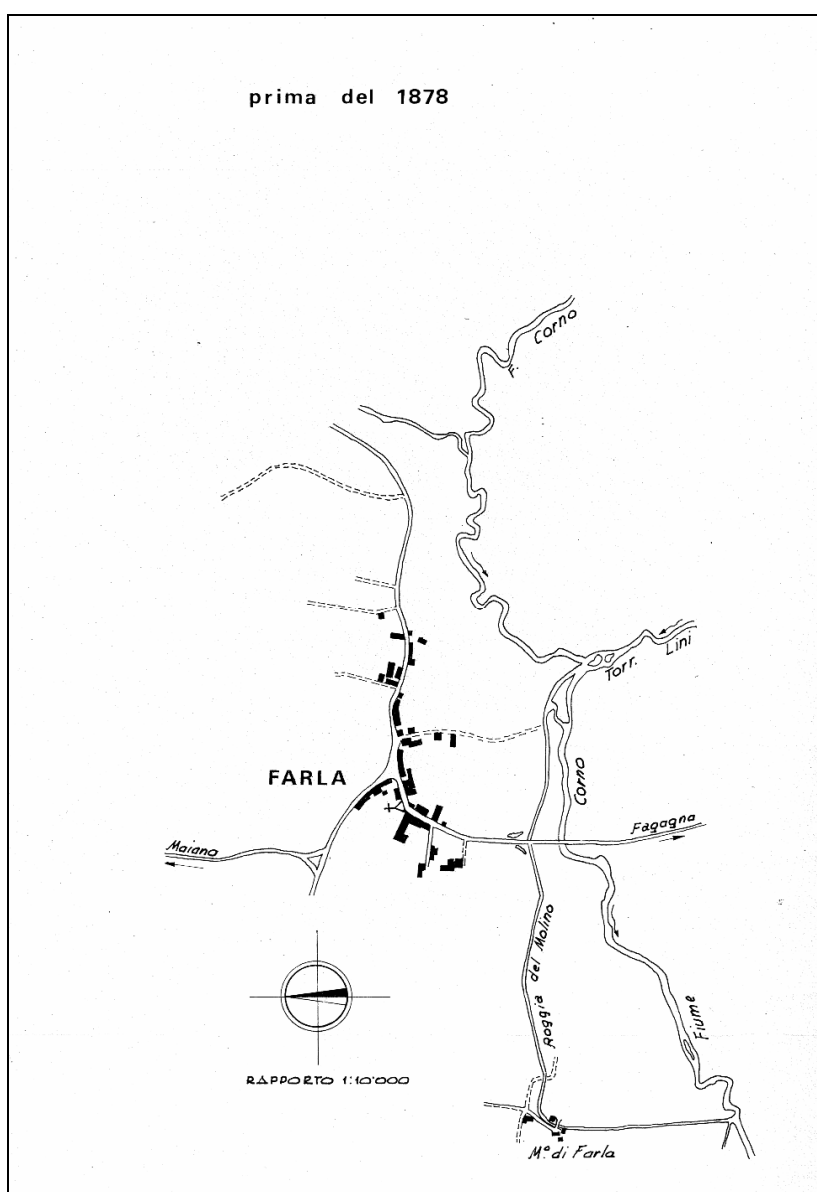 prima del 1878
F. Corno
Torr. Lini
FARLA
Corno
Fagagna
Maiano
Roggia del Molino
Fiume
RAPPORTO 1:10'000
M.º di Farla